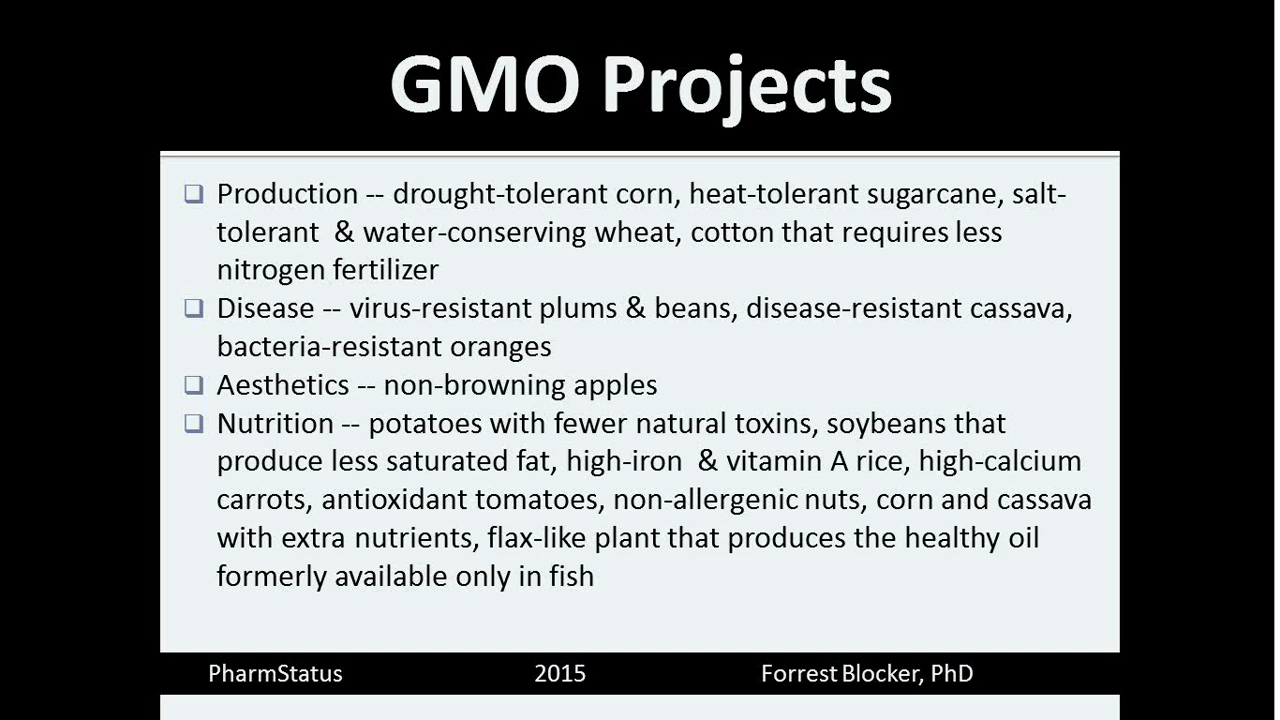 GMO Projects
Production -- drought-tolerant corn, heat-tolerant sugarcane, salt-
tolerant & water-conserving wheat, cotton that requires less
nitrogen fertilizer
Disease -- virus-resistant plums & beans, disease-resistant cassava,
bacteria-resistant oranges
Aesthetics -- non-browning apples
Nutrition -- potatoes with fewer natural toxins, soybeans that
produce less saturated fat, high-iron & vitamin A rice, high-calcium
carrots, antioxidant tomatoes, non-allergenic nuts, corn and cassava
with extra nutrients, flax-like plant that produces the healthy oil
formerly available only in fish
PharmStatus 2015 Forrest Blocker, PhD